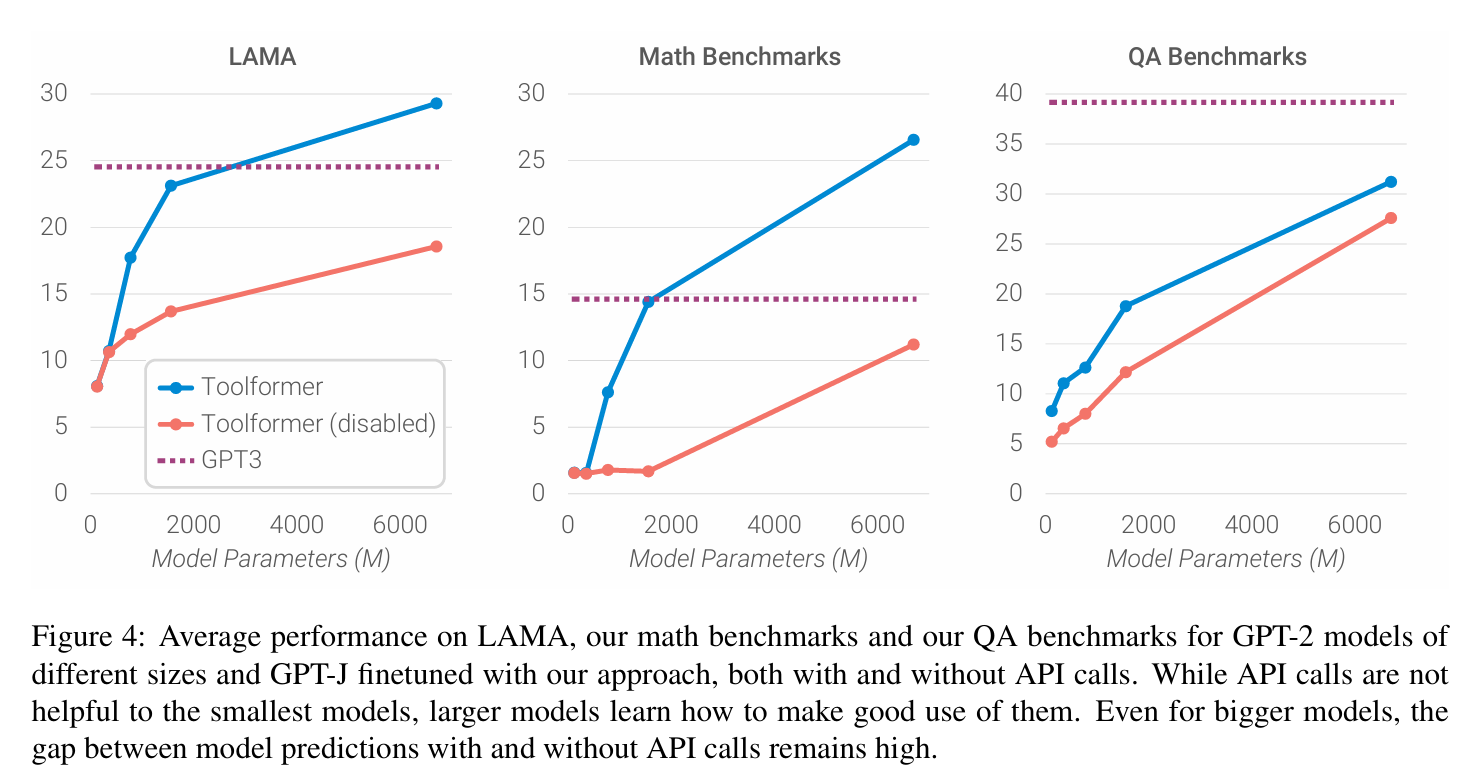 LAMA
30
25
20
15
10
5
0
0 2000 4000 6000
Model Parameters (M)
Toolformer
Toolformer (disabled)
GPT3
Math Benchmarks
30
25
20
15
10
5
0
0 2000 4000 6000
Model Parameters (M)
QA Benchmarks
40
35
30
25
20
15
10
5
0
0 2000 4000 6000
Model Parameters (M)
Figure 4: Average performance on LAMA, our math benchmarks and our QA benchmarks for GPT-2 models of
different sizes and GPT-J finetuned with our approach, both with and without API calls. While API calls are not
helpful to the smallest models, larger models learn how to make good use of them. Even for bigger models, the
gap between model predictions with and without API calls remains high.